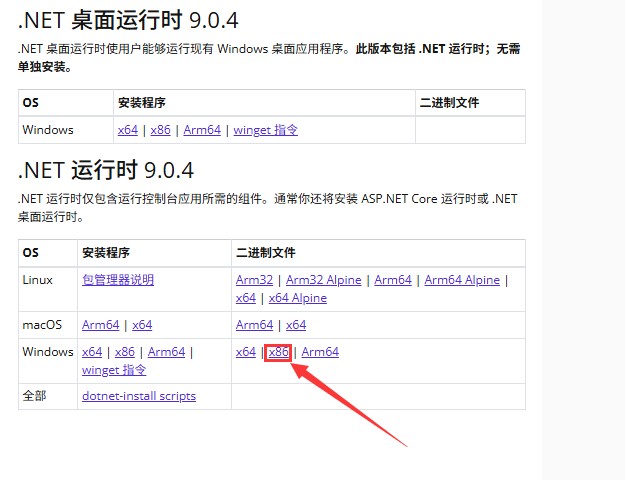 .NET 桌面运行时 9.0.4
.NET 桌面运行时使用户能够运行现有 Windows 桌面应用程序。此版本包括 .NET 运行时；无需
单独安装。
OS 安装程序 二进制文件
Windows x64 | x86 | Arm64 | winget 指令
.NET 运行时 9.0.4
.NET 运行时仅包含运行控制台应用所需的组件。通常你还将安装 ASP.NET Core 运行时或 .NET
桌面运行时。
OS 安装程序 二进制文件
Linux 包管理器说明 Arm32 | Arm32 Alpine | Arm64 | Arm64 Alpine |
x64 | x64 Alpine
macOS Arm64 | x64 Arm64 | x64
Windows x64 | x86 | Arm64 | x64 | x86 | Arm64
winget 指令
全部 dotnet-install scripts